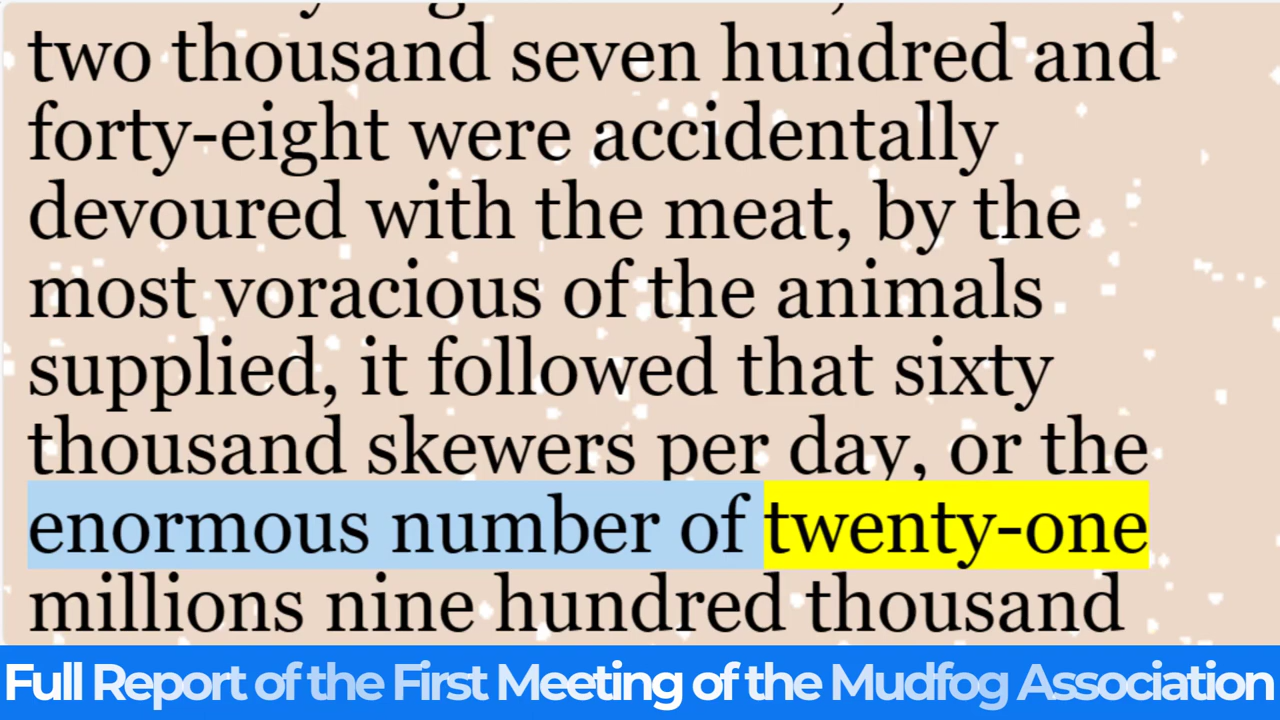 two thousand seven hundred and
forty-eight were accidentally
devoured with the meat, by the
most voracious of the animals
supplied, it followed that sixty
thousand skewers per day, or the
enormous number of twenty-one
millions nine hundred thousand
Full Report of the First Meeting of the Mudfog Association